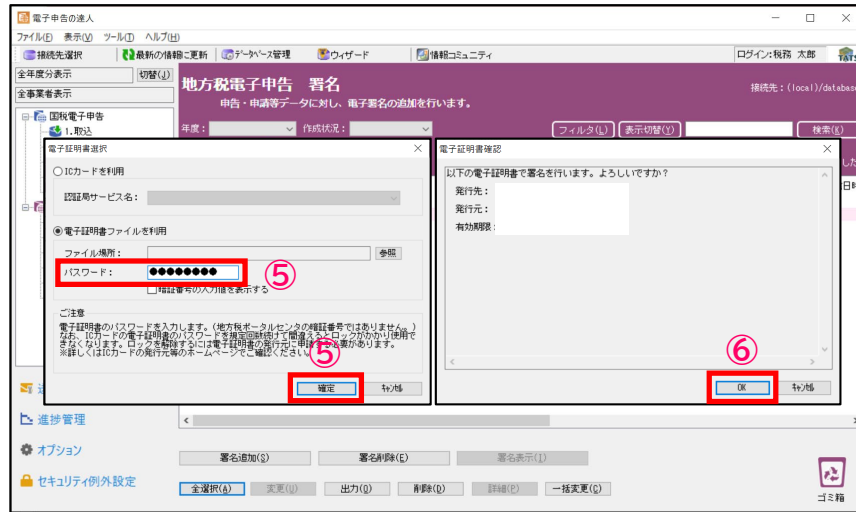 電子申告の達人
ファイル(F) 表示(V) ツール(T) ヘルプ(H)
接続先選択 最新の情報に更新 データベース管理 ウィザード 情報コミュニティ ログイン:税務 太郎 TATS
全年度分表示 切替(J)
全事業者表示
地方税電子申告 署名
接続先:(local)/databas
申告・申請等データに対し、電子署名の追加を行います。
国税電子申告
1.取込
年度: 作成状況: フィルタ(L) 表示切替(Y) 検索(K)
電子証明書選択
ICカードを利用
認証局サービス名:
電子証明書ファイルを利用
ファイル場所: 参照
パスワード: ●●●●●●●● ⑤
暗証番号の入力値を表示する
ご注意
電子証明書のパスワードを入力します。(地方税ポータルセンタの暗証番号ではありません。)
なお、ICカードの電子証明書のパスワードを規定回数続けて間違えるとロックがかかり使用で
きなくなります。ロックを解除するには電子証明書の発行元に申請する必要があります。
※詳しくはICカードの発行元等のホームページでご確認ください。
⑤
確定 キャンセル
電子証明書確認
以下の電子証明書で署名を行います。よろしいですか?
発行先:
発行元:
有効期限:
⑥
OK キャンセル
進捗管理
オプション
セキュリティ例外設定
署名追加(S) 署名削除(E) 署名表示(I)
全選択(A) 変更(U) 出力(O) 削除(D) 詳細(P) 一括変更(C)
ゴミ箱